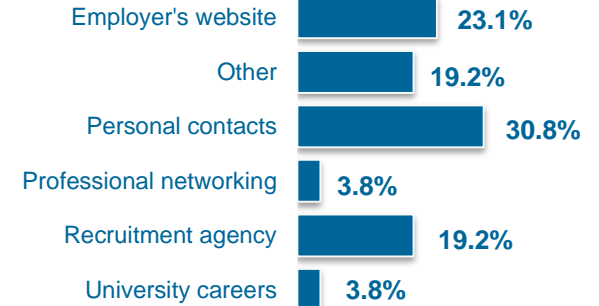 Employer's website 23.1%
Other 19.2%
Personal contacts 30.8%
Professional networking 3.8%
Recruitment agency 19.2%
University careers 3.8%